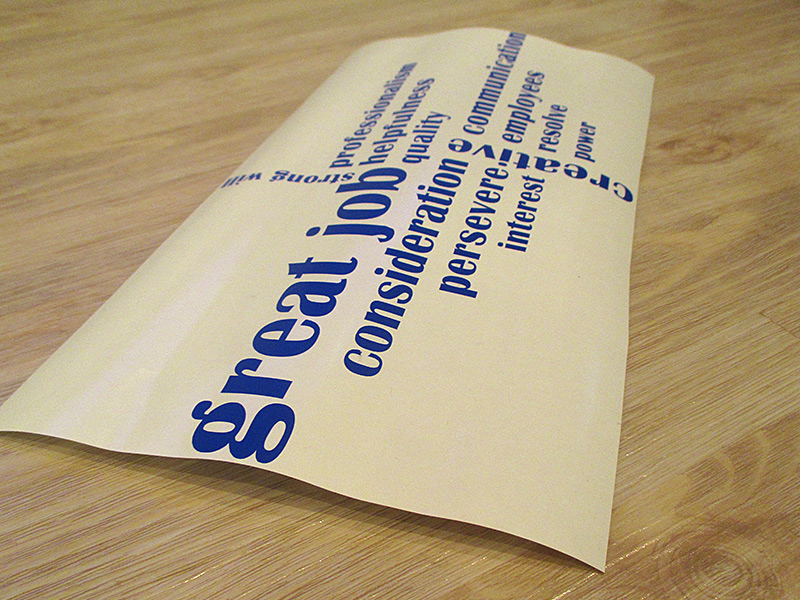 strong will
professionalism
helpfulness
quality
great job
consideration
communication
persevere.
employees
interest
resolve
power
creative